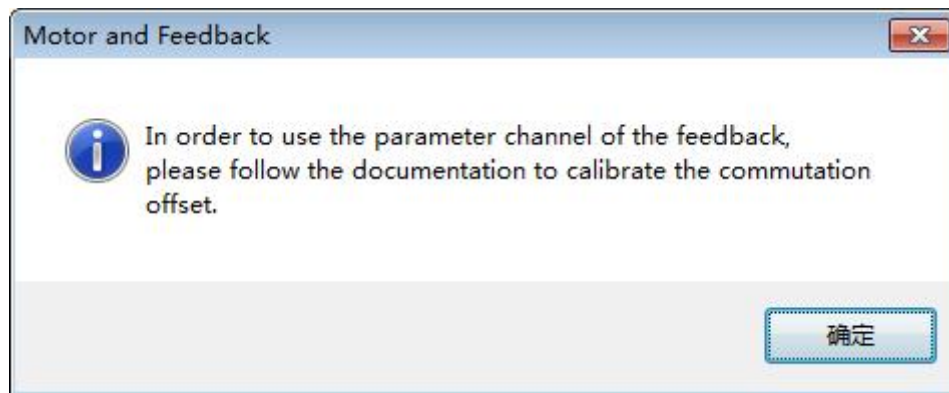 Motor and Feedback
In order to use the parameter channel of the feedback,
please follow the documentation to calibrate the commutation
offset.
确定